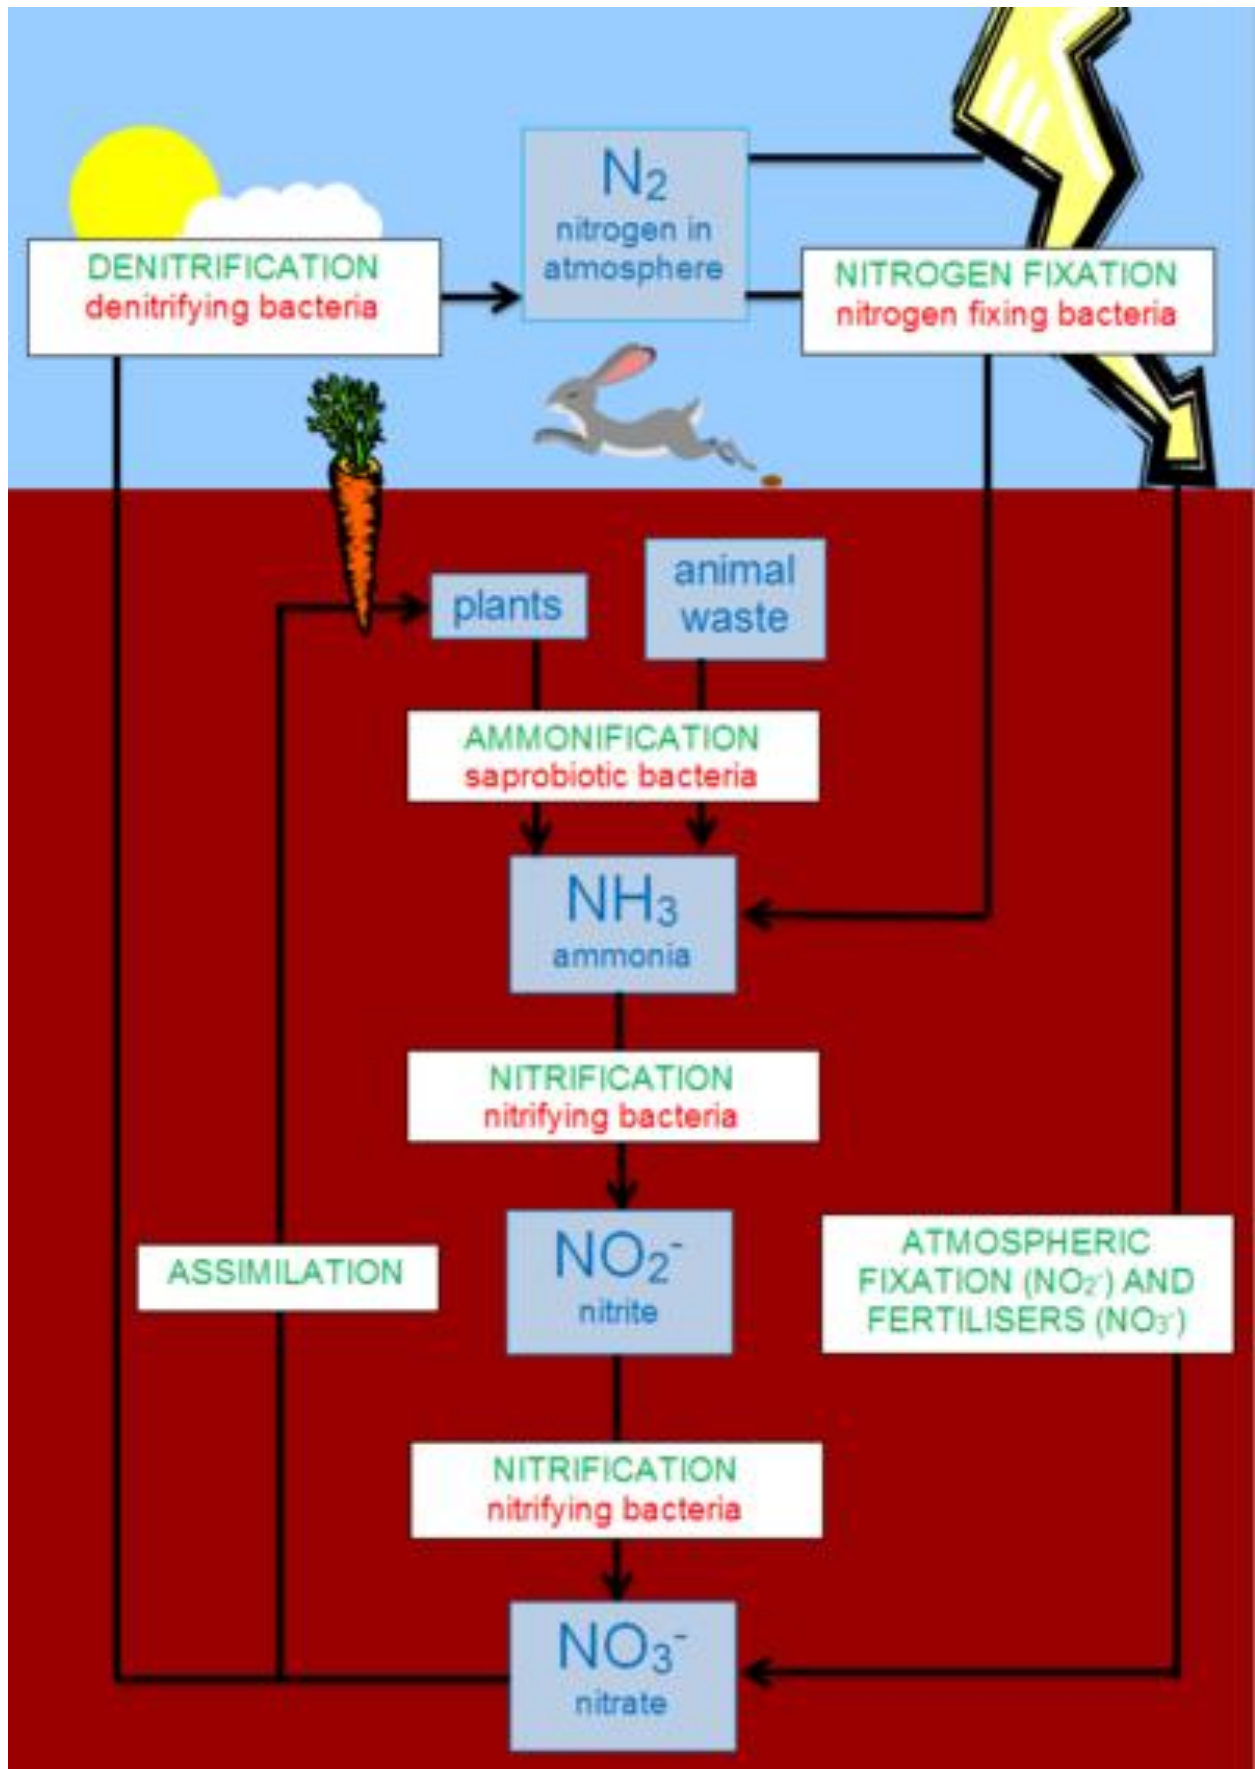 N₂
nitrogen in
atmosphere
DENITRIFICATION
denitrifying bacteria
NITROGEN FIXATION
nitrogen fixing bacteria
plants
animal
waste
AMMONIFICATION
saprobiotic bacteria
NH₃
ammonia
NITRIFICATION
nitrifying bacteria
NO₂⁻
nitrite
ASSIMILATION
ATMOSPHERIC
FIXATION (NO₂⁻) AND
FERTILISERS (NO₃⁻)
NITRIFICATION
nitrifying bacteria
NO₃⁻
nitrate